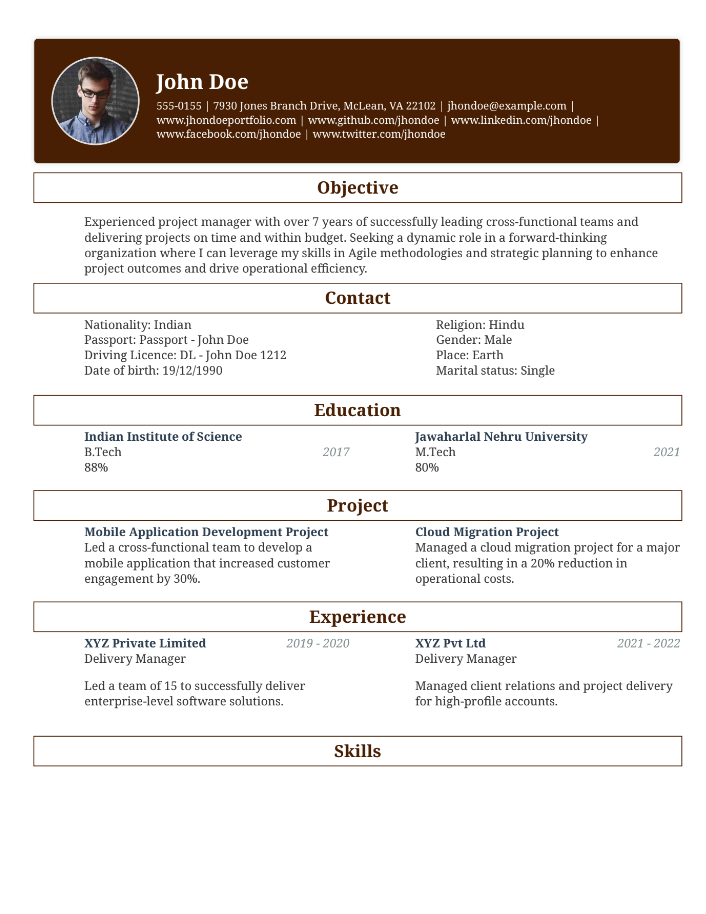 John Doe
555-0155 | 7930 Jones Branch Drive, McLean, VA 22102 | jhondoe@example.com |
www.jhondoeportfolio.com | www.github.com/jhondoe | www.linkedin.com/jhondoe |
www.facebook.com/jhondoe | www.twitter.com/jhondoe
Objective
Experienced project manager with over 7 years of successfully leading cross-functional teams and
delivering projects on time and within budget. Seeking a dynamic role in a forward-thinking
organization where I can leverage my skills in Agile methodologies and strategic planning to enhance
project outcomes and drive operational efficiency.
Contact
Nationality: Indian
Passport: Passport - John Doe
Driving Licence: DL - John Doe 1212
Date of birth: 19/12/1990
Religion: Hindu
Gender: Male
Place: Earth
Marital status: Single
Education
Indian Institute of Science
B.Tech 2017
88%
Jawaharlal Nehru University
M.Tech 2021
80%
Project
Mobile Application Development Project
Led a cross-functional team to develop a
mobile application that increased customer
engagement by 30%.
Cloud Migration Project
Managed a cloud migration project for a major
client, resulting in a 20% reduction in
operational costs.
Experience
XYZ Private Limited 2019 - 2020
Delivery Manager
Led a team of 15 to successfully deliver
enterprise-level software solutions.
XYZ Pvt Ltd 2021 - 2022
Delivery Manager
Managed client relations and project delivery
for high-profile accounts.
Skills